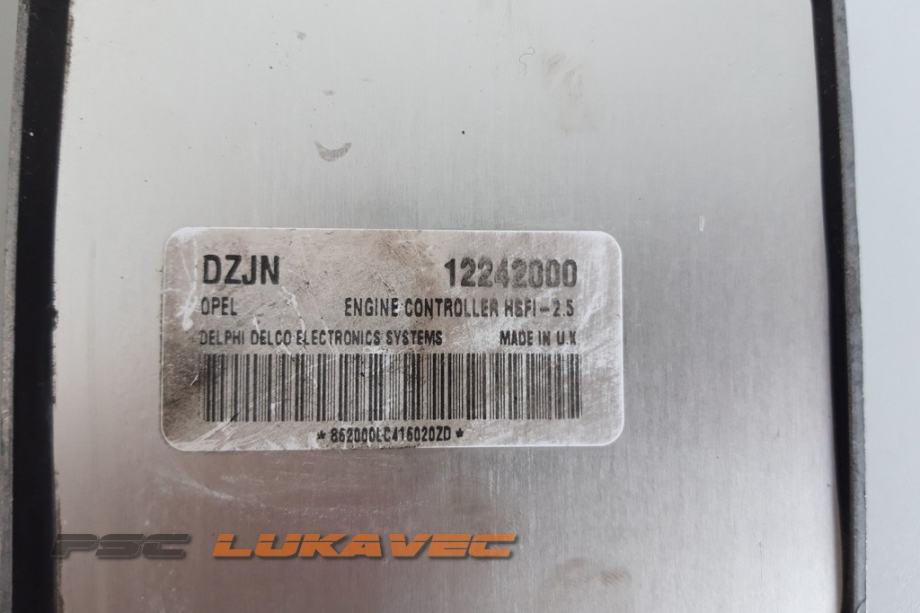 DZJN 12242000
OPEL ENGINE CONTROLLER HSFI-2.5
DELPHI DELCO ELECTRONICS SYSTEMS MADE IN U.K
*862000LC416020ZD*
PSC LUKAVEC